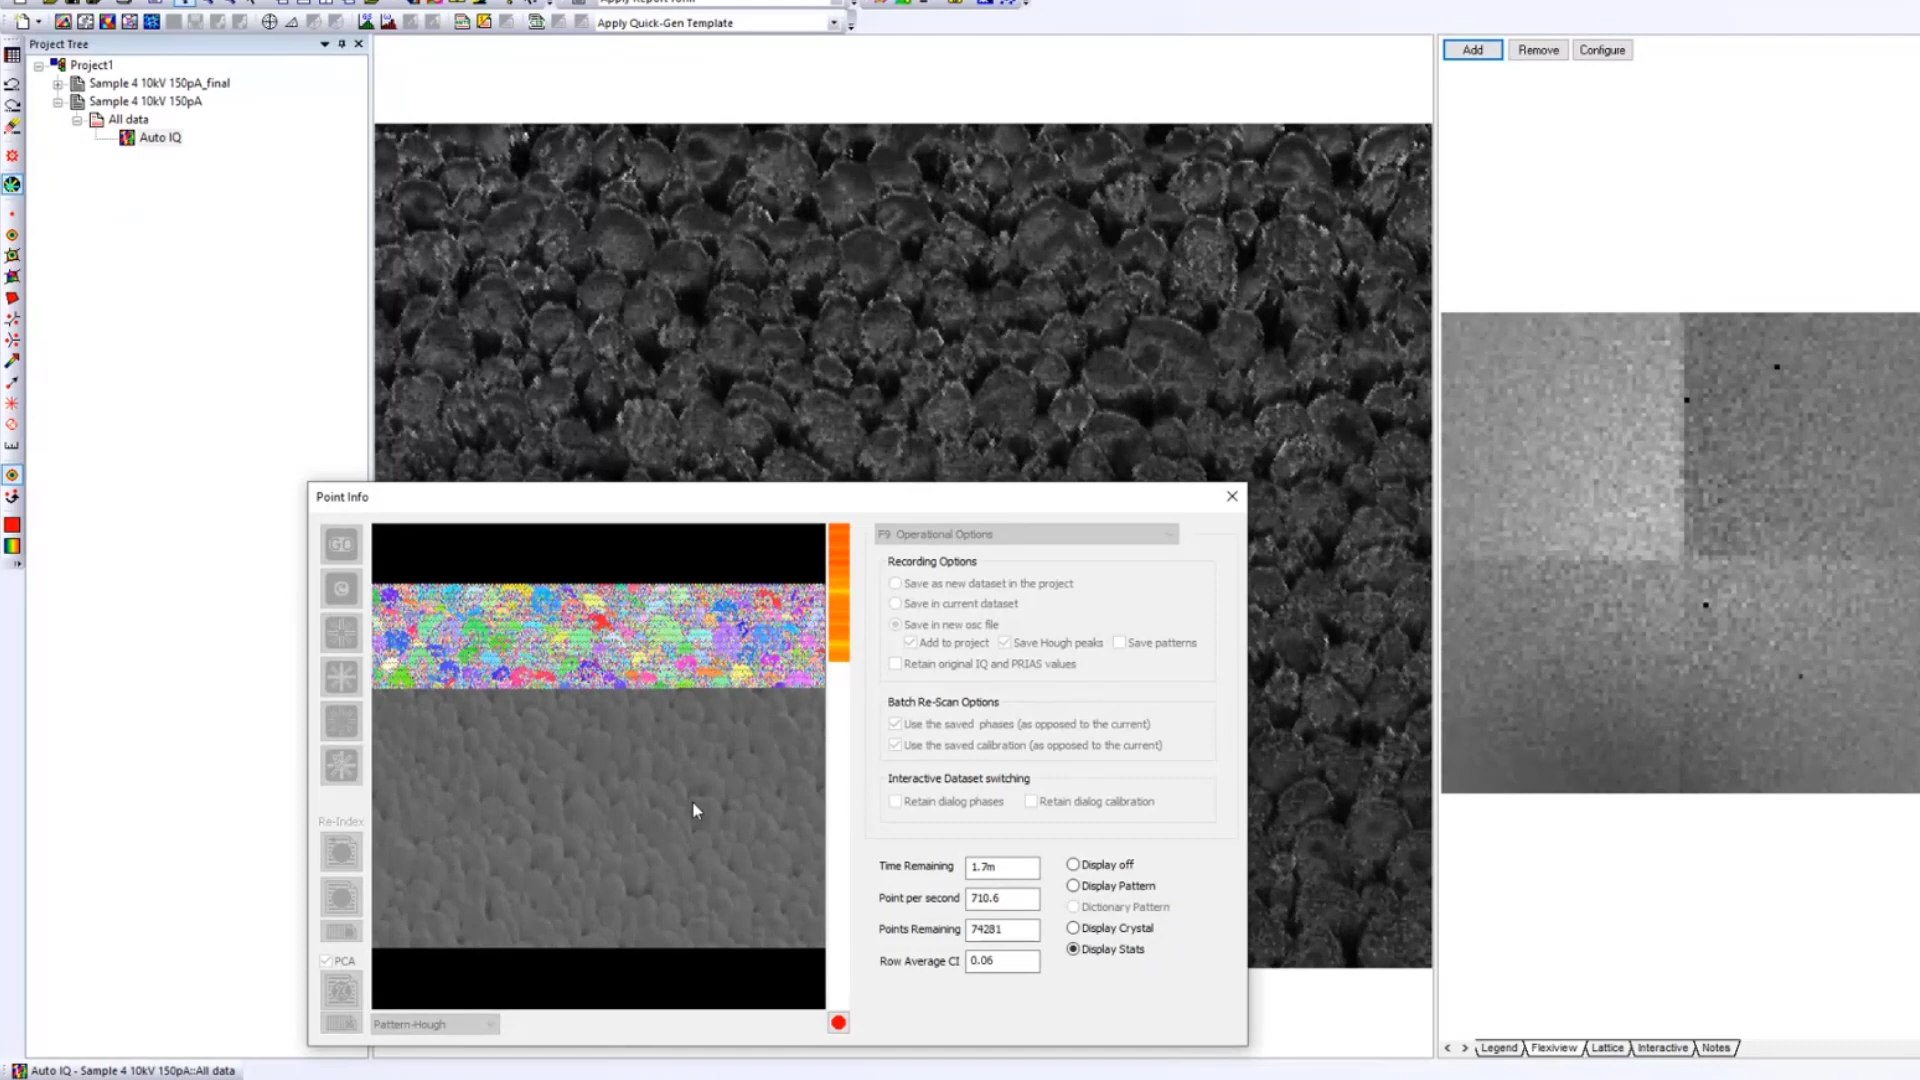 Apply Quick-Gen Template
Project Tree
Add
Remove
Configure
Project1
Sample 4 10kV 150pA_final
Sample 4 10kV 150pA
All data
Auto IQ
Point Info
F9 Operational Options
Recording Options
Save as new dataset in the project
Save in current dataset
Save in new osc file
Add to project
Save Hough peaks
Save patterns
Retain original IQ and PRIAS values
Batch Re-Scan Options
Use the saved phases (as opposed to the current)
Use the saved calibration (as opposed to the current)
Interactive Dataset switching
Retain dialog phases
Retain dialog calibration
Re-Index
Time Remaining 1.7m
Display off
Display Pattern
Point per second 710.6
Dictionary Pattern
Points Remaining 74281
Display Crystal
Display Stats
Row Average CI 0.06
PCA
Pattern-Hough
Legend
Flexiview
Lattice
Interactive
Notes
Auto IQ - Sample 4 10kV 150pA::All data